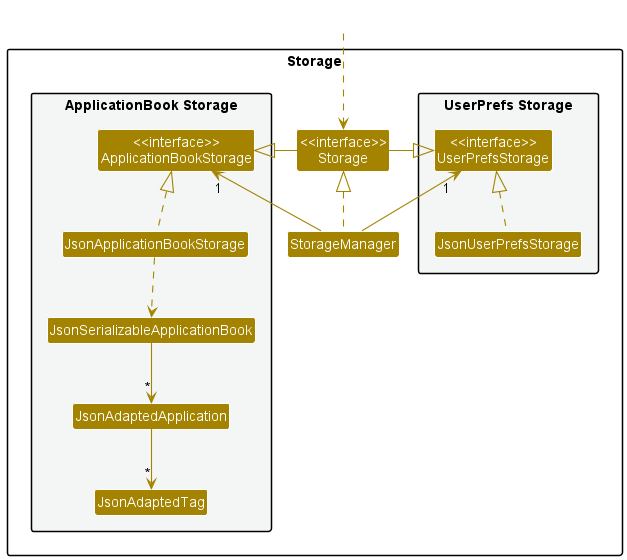 Storage
ApplicationBook Storage
UserPrefs Storage
<<interface>>
ApplicationBookStorage
<<interface>>
Storage
<<interface>>
UserPrefsStorage
1
1
JsonApplicationBookStorage
StorageManager
JsonUserPrefsStorage
JsonSerializableApplicationBook
*
JsonAdaptedApplication
*
JsonAdaptedTag